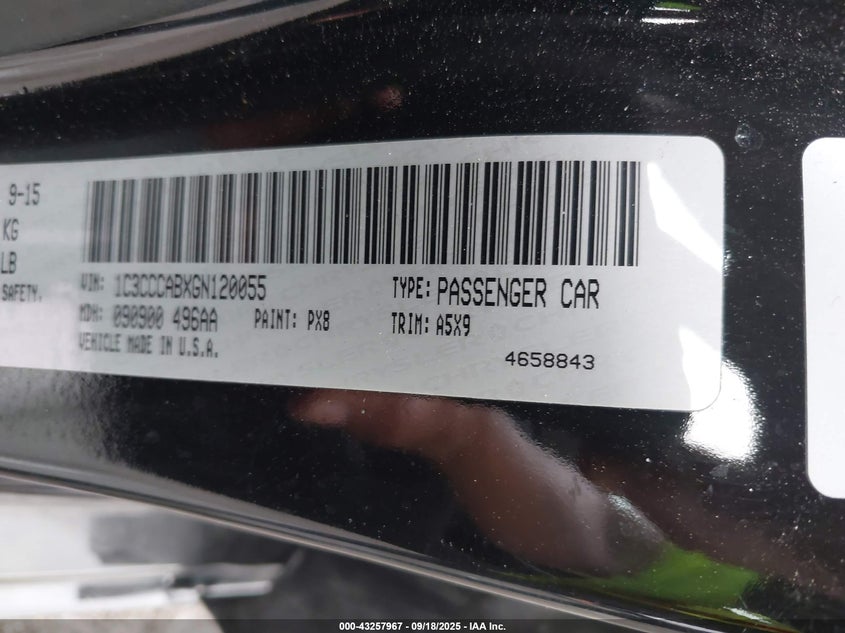 9-15
KG
LB
SAFETY.
VIN: 1C3CCCABXGN120055
TYPE: PASSENGER CAR
MDH: 090900 496AA
PAINT: PX8
TRIM: A5X9
VEHICLE MADE IN U.S.A.
4658843
000-43257967 - 09/18/2025 - IAA Inc.